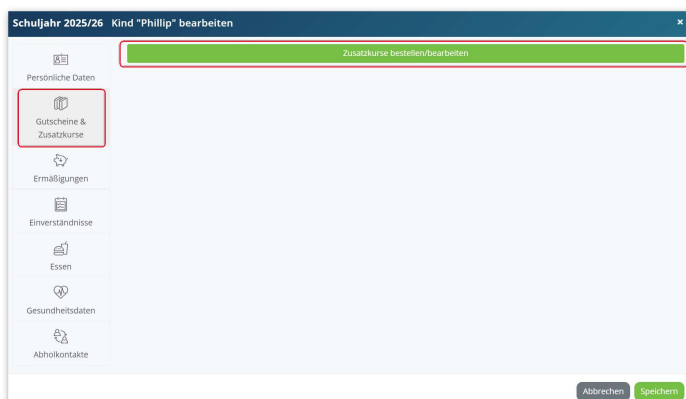 Schuljahr 2025/26 Kind "Phillip" bearbeiten ×
Persönliche Daten
Gutscheine &
Zusatzkurse
Ermäßigungen
Einverständnisse
Essen
Gesundheitsdaten
Abholkontakte
Zusatzkurse bestellen/bearbeiten
Abbrechen Speichern